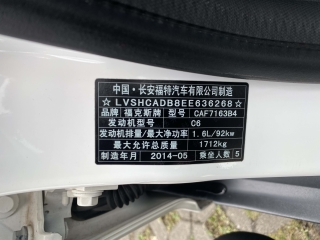 中国·长安福特汽车有限公司制造
☆LVSHCADB8EE636268☆
品牌 福克斯牌 型号 CAF7163B4
发动机型号 C6
发动机排量/最大净功率 1.6L/92kw
最大允许总质量 1712kg
制造年月 2014-05 乘坐人数 5